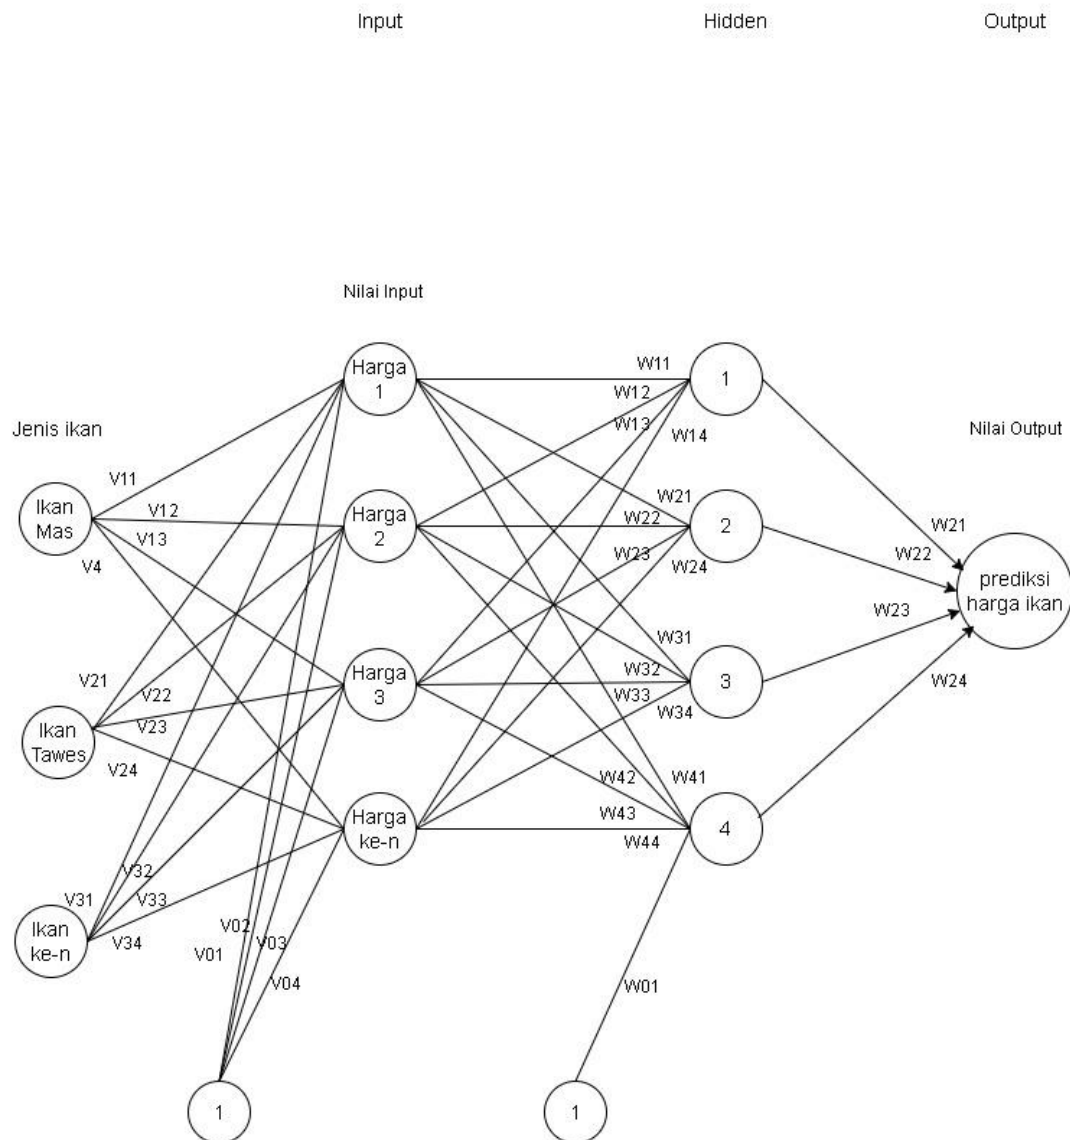 Input
Hidden
Output
Nilai Input
Harga
1
W11
1
W12
W13
W14
Jenis ikan
Nilai Output
V11
Ikan
Mas
V12
V13
V4
Harga
2
W21
W22
W23
W24
2
W21
W22
prediksi
harga ikan
W23
W24
V21
V22
V23
V24
Ikan
Tawes
Harga
3
W31
W32
W33
W34
3
Harga
ke-n
W42
W41
W43
W44
4
V32
V31
V33
V34
Ikan
ke-n
V02
V01
V03
V04
W01
1
1